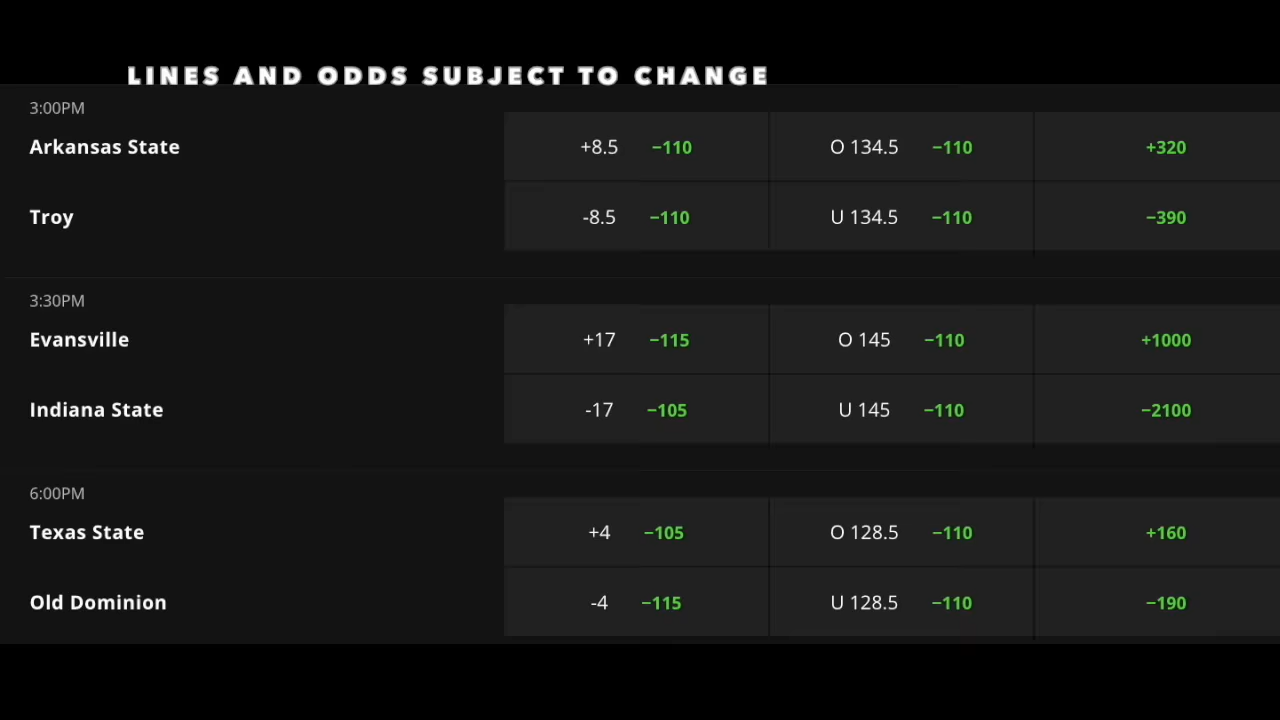 LINES AND ODDS SUBJECT TO CHANGE
3:00PM
Arkansas State +8.5 −110 O 134.5 −110 +320
Troy -8.5 −110 U 134.5 −110 −390
3:30PM
Evansville +17 −115 O 145 −110 +1000
Indiana State -17 −105 U 145 −110 −2100
6:00PM
Texas State +4 −105 O 128.5 −110 +160
Old Dominion -4 −115 U 128.5 −110 −190